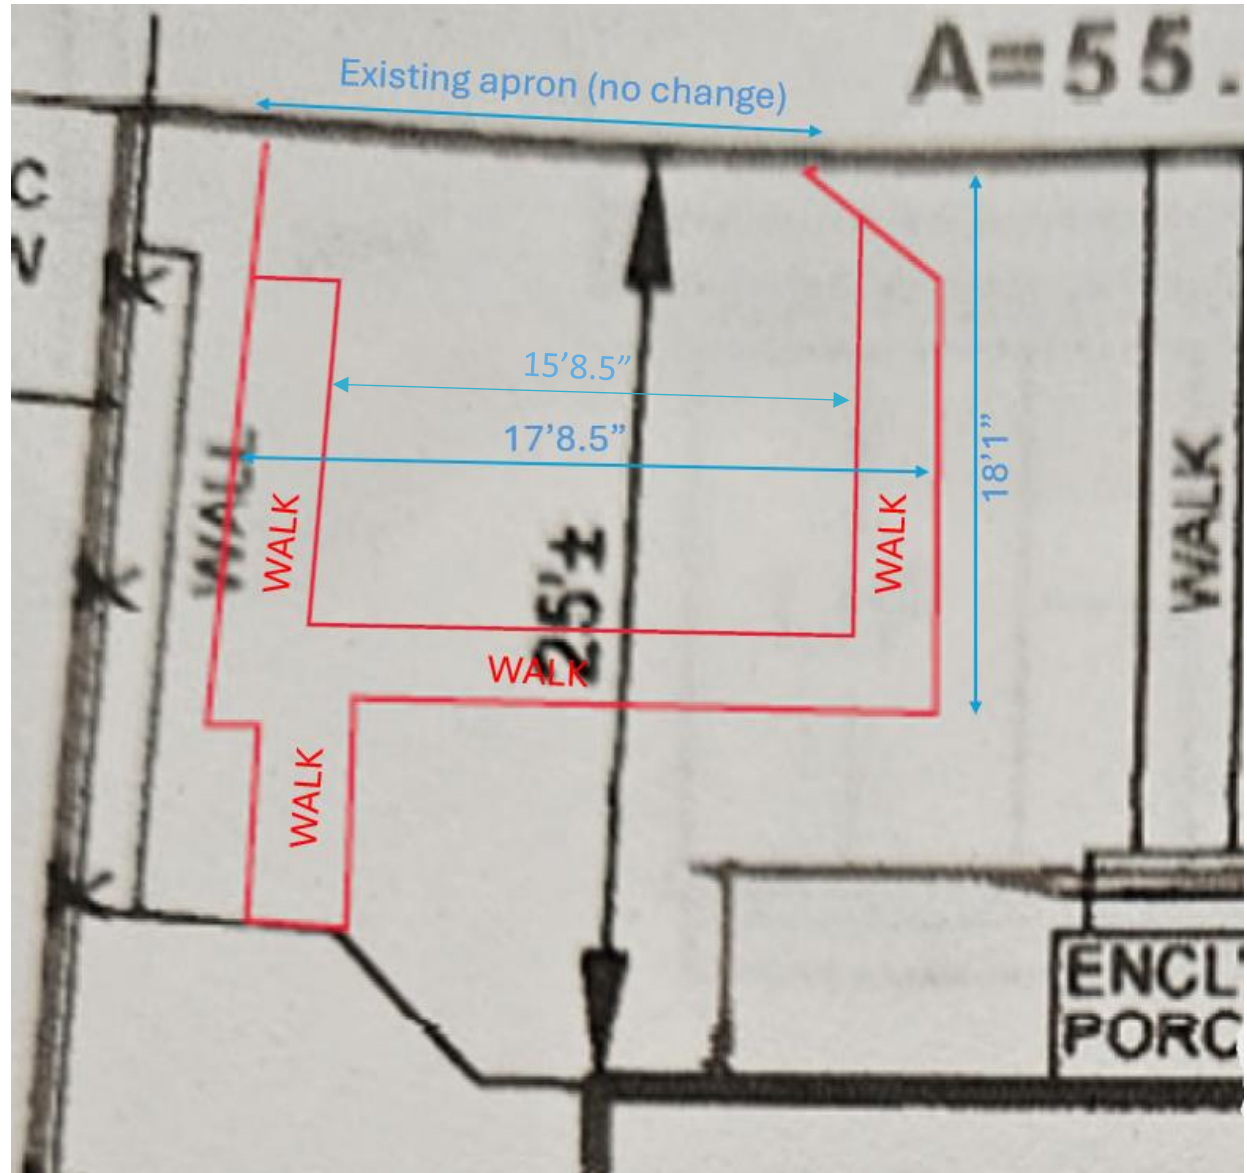 A=55.
Existing apron (no change)
C
15'8.5"
17'8.5"
18'1"
WALL
WALK
WALK
WALK
25'±
WALK
WALK
ENCL'
PORC